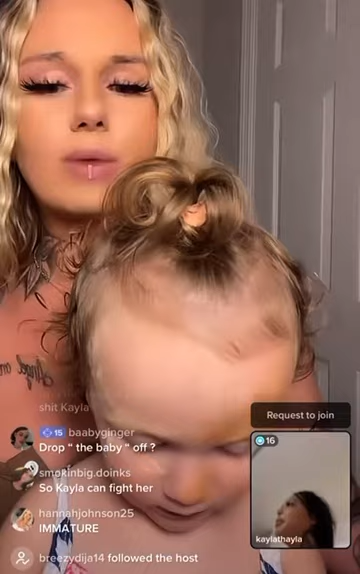 shit Kayla
15 baabyginger
Drop " the baby " off ?
smokinbig.doinks
So Kayla can fight her
hannahjohnson25
IMMATURE
breezydija14 followed the host
Request to join
16
kaylathayla